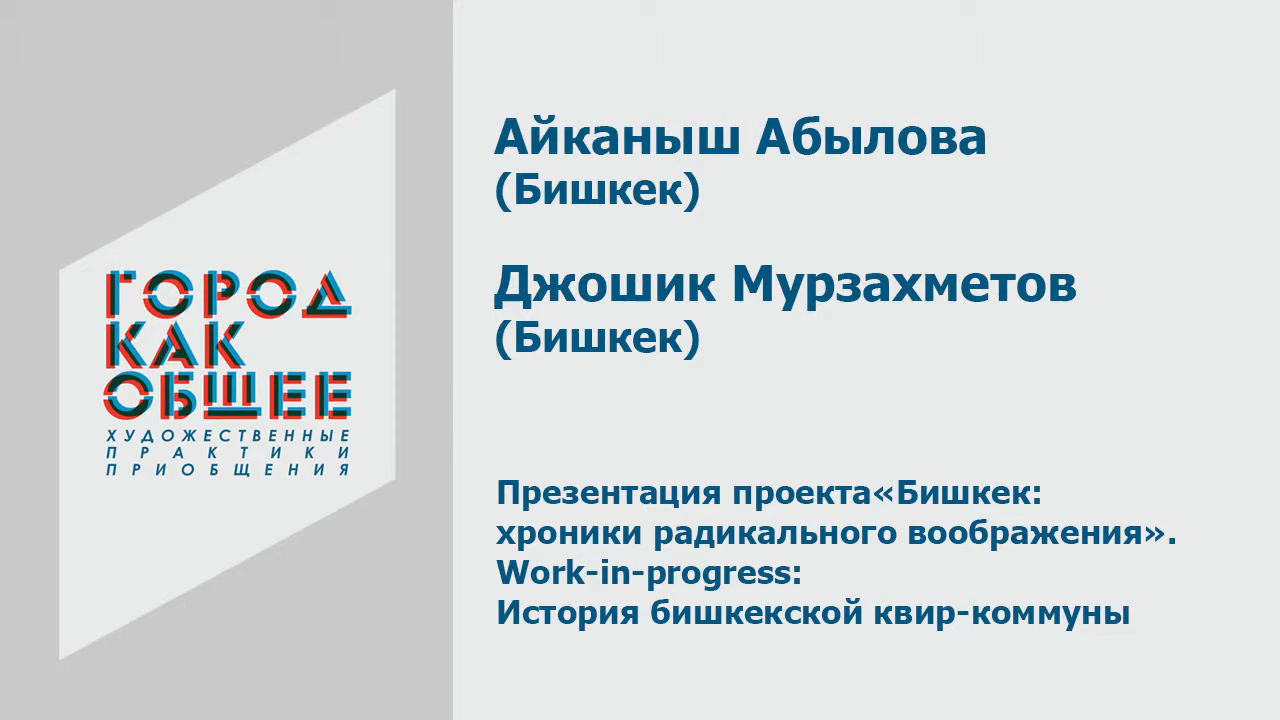 ГОРОД
КАК
ОБЩЕЕ
ХУДОЖЕСТВЕННЫЕ
ПРАКТИКИ
ПРИОБЩЕНИЯ
Айканыш Абылова
(Бишкек)
Джошик Мурзахметов
(Бишкек)
Презентация проекта«Бишкек:
хроники радикального воображения».
Work-in-progress:
История бишкекской квир-коммуны